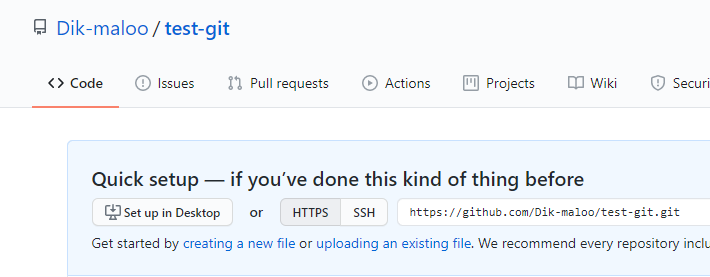 Dik-maloo / test-git
Code Issues Pull requests Actions Projects Wiki
Quick setup — if you’ve done this kind of thing before
Set up in Desktop or HTTPS SSH https://github.com/Dik-maloo/test-git.git
Get started by creating a new file or uploading an existing file. We recommend every repository